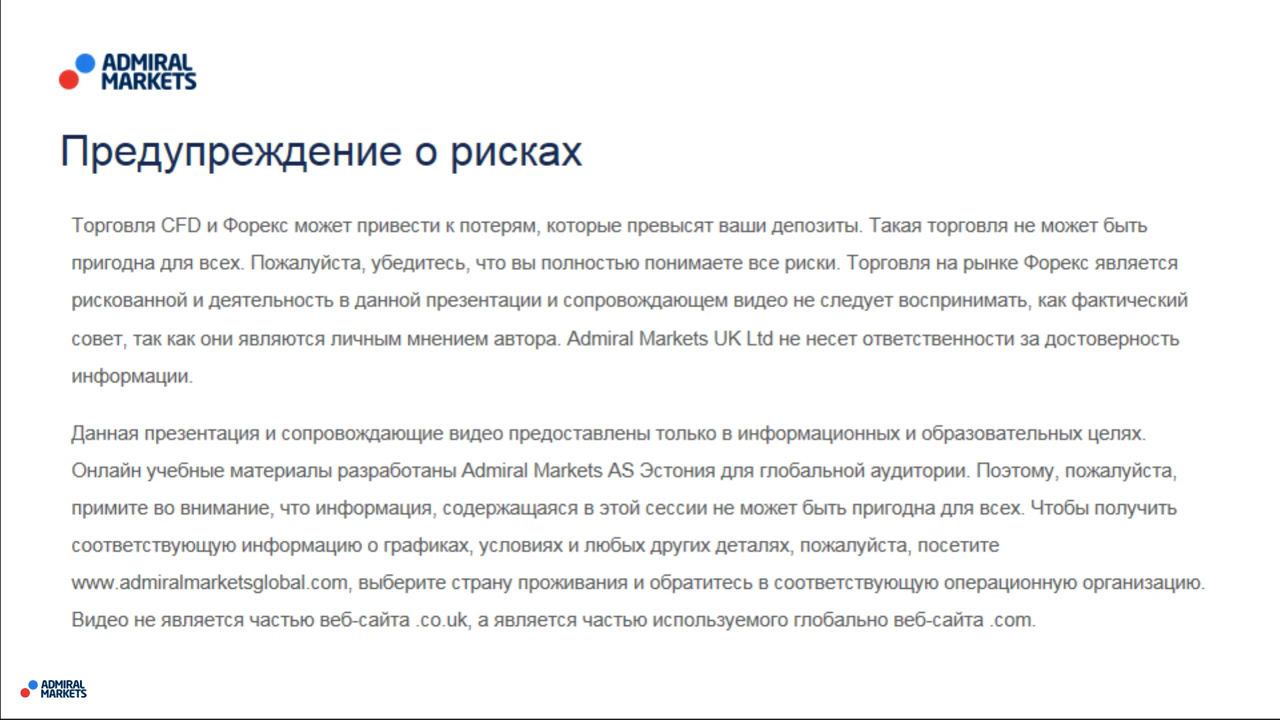 ADMIRAL
MARKETS
Предупреждение о рисках
Торговля CFD и Форекс может привести к потерям, которые превысят ваши депозиты. Такая торговля не может быть
пригодна для всех. Пожалуйста, убедитесь, что вы полностью понимаете все риски. Торговля на рынке Форекс является
рискованной и деятельность в данной презентации и сопровождающем видео не следует воспринимать, как фактический
совет, так как они являются личным мнением автора. Admiral Markets UK Ltd не несет ответственности за достоверность
информации.
Данная презентация и сопровождающие видео предоставлены только в информационных и образовательных целях.
Онлайн учебные материалы разработаны Admiral Markets AS Эстония для глобальной аудитории. Поэтому, пожалуйста,
примите во внимание, что информация, содержащаяся в этой сессии не может быть пригодна для всех. Чтобы получить
соответствующую информацию о графиках, условиях и любых других деталях, пожалуйста, посетите
www.admiralmarketsglobal.com, выберите страну проживания и обратитесь в соответствующую операционную организацию.
Видео не является частью веб-сайта .co.uk, а является частью используемого глобально веб-сайта .com.
ADMIRAL
MARKETS